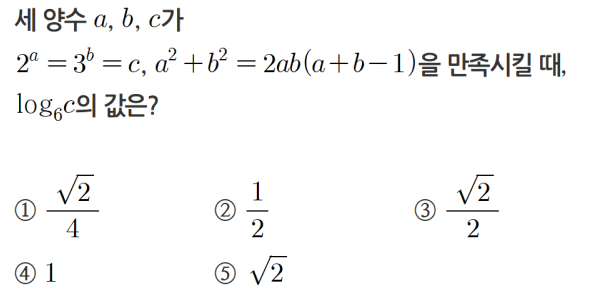 세 양수 a, b, c가
2^a = 3^b = c, a^2 + b^2 = 2ab(a+b−1)을 만족시킬 때,
log_6 c의 값은?
① √2/4 ② 1/2 ③ √2/2
④ 1 ⑤ √2